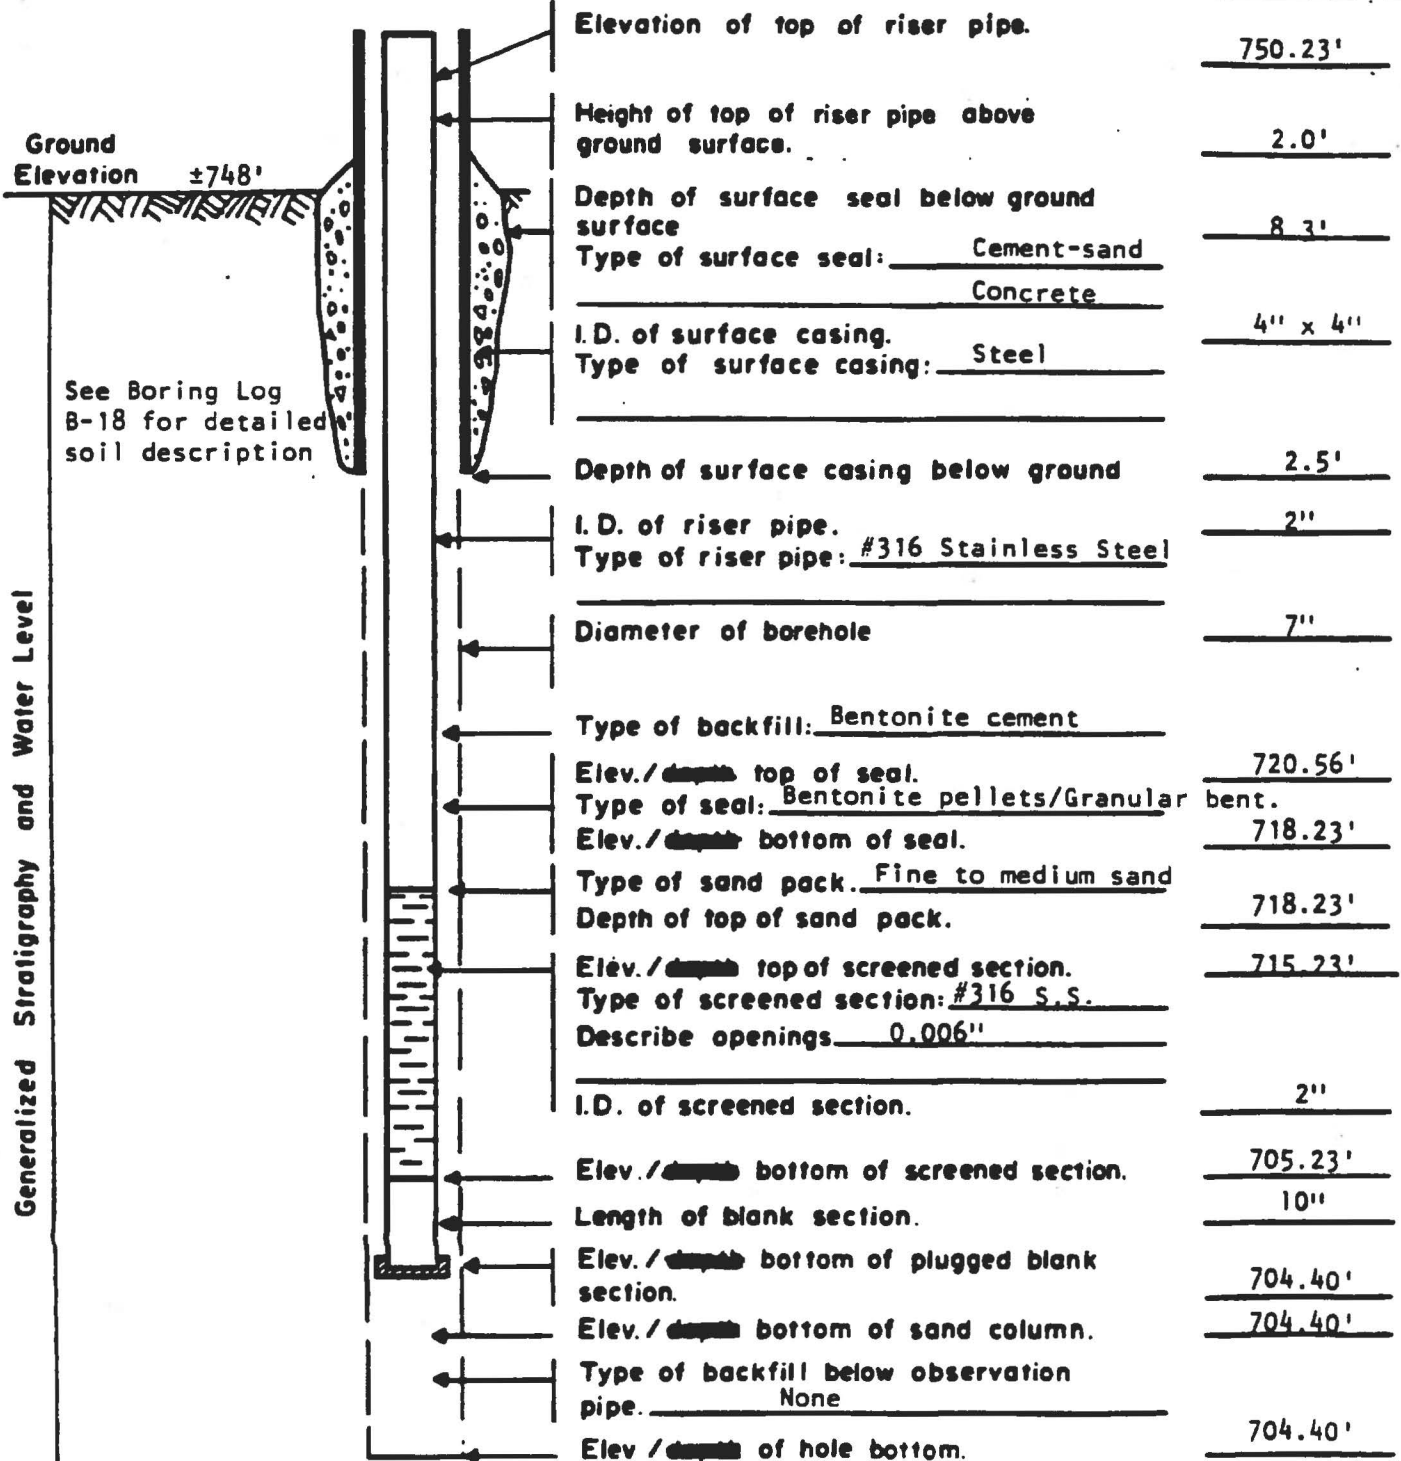 Elevation of top of riser pipe.
750.23'
Height of top of riser pipe above
ground surface.
2.0'
Ground
Elevation ±748'
Depth of surface seal below ground
surface
8 3'
Type of surface seal: Cement-sand
Concrete
I.D. of surface casing.
4" x 4"
Type of surface casing: Steel
See Boring Log
B-18 for detailed
soil description
Depth of surface casing below ground
2.5'
I.D. of riser pipe.
2"
Type of riser pipe: #316 Stainless Steel
Diameter of borehole
7"
Generalized Stratigraphy and Water Level
Type of backfill: Bentonite cement
Elev./ top of seal.
720.56'
Type of seal: Bentonite pellets/Granular bent.
Elev./ bottom of seal.
718.23'
Type of sand pack. Fine to medium sand
Depth of top of sand pack.
718.23'
Elev./ top of screened section.
715.23'
Type of screened section: #316 S.S.
Describe openings 0.006"
I.D. of screened section.
2"
Elev./ bottom of screened section.
705.23'
Length of blank section.
10"
Elev./ bottom of plugged blank
section.
704.40'
Elev./ bottom of sand column.
704.40'
Type of backfill below observation
pipe. None
Elev / of hole bottom.
704.40'